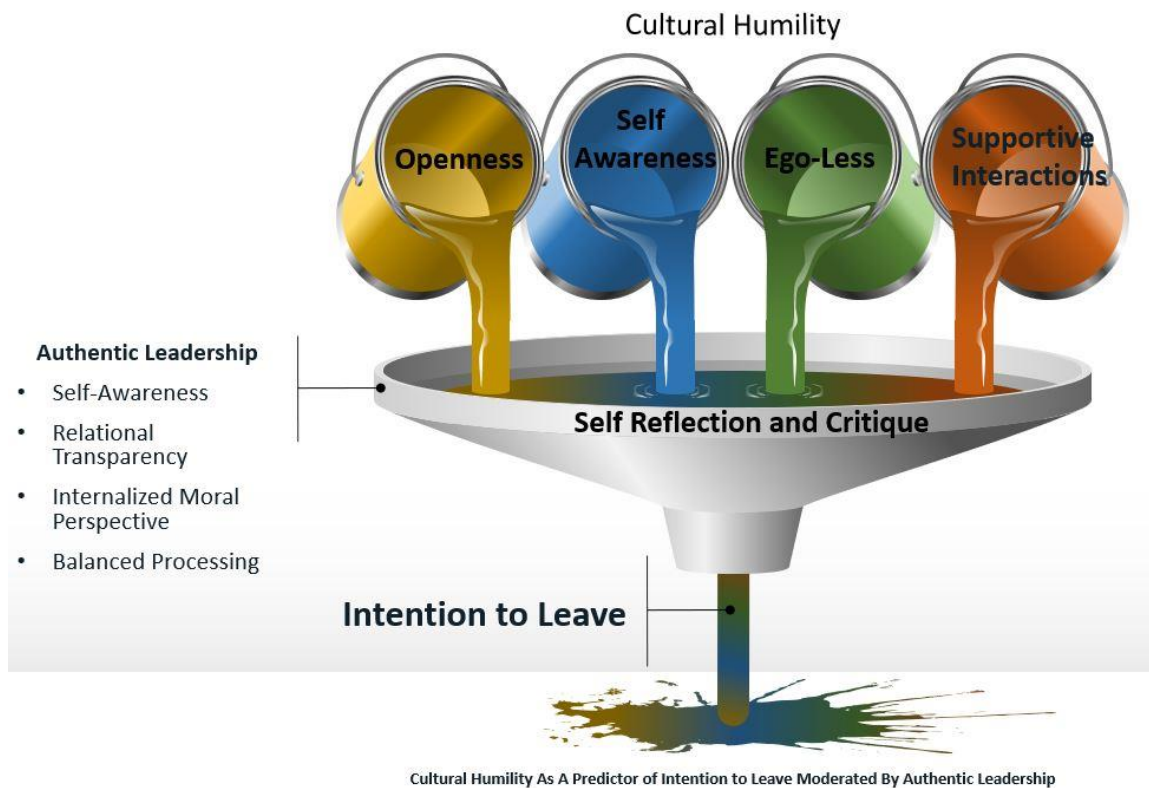 Cultural Humility
Openness
Self
Awareness
Ego-Less
Supportive
Interactions
Self Reflection and Critique
Authentic Leadership
• Self-Awareness
• Relational
Transparency
• Internalized Moral
Perspective
• Balanced Processing
Intention to Leave
Cultural Humility As A Predictor of Intention to Leave Moderated By Authentic Leadership